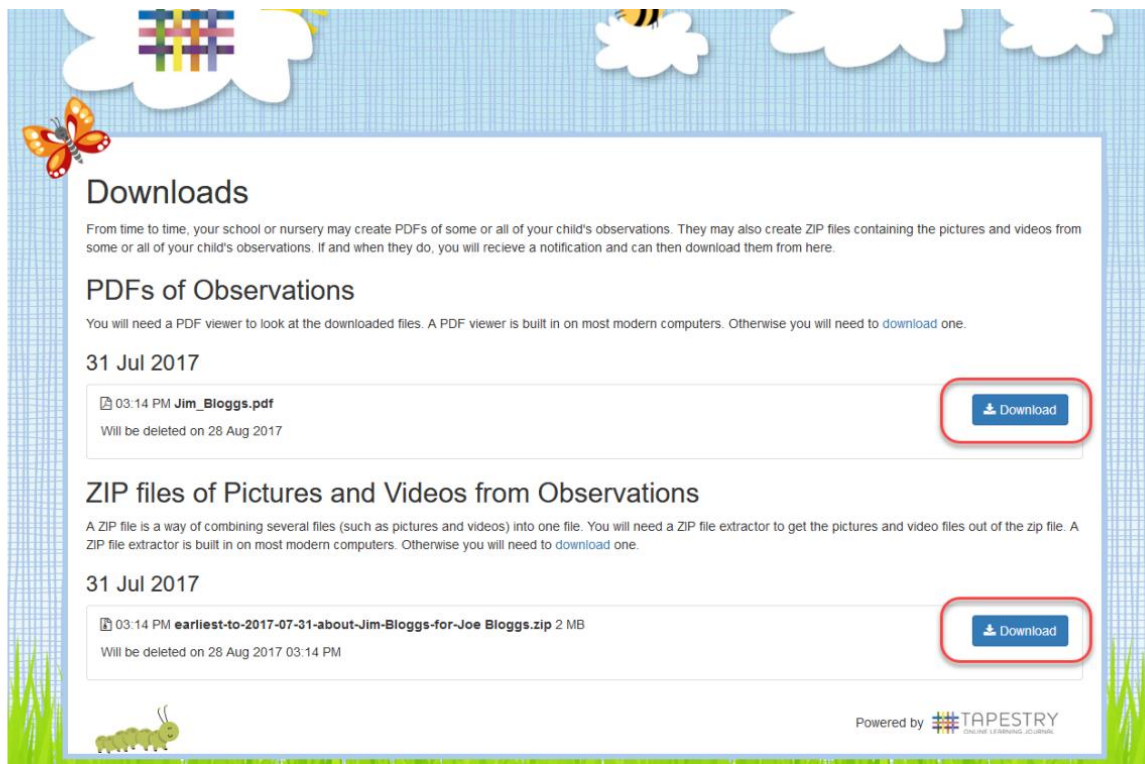 Downloads
From time to time, your school or nursery may create PDFs of some or all of your child's observations. They may also create ZIP files containing the pictures and videos from
some or all of your child's observations. If and when they do, you will recieve a notification and can then download them from here.
PDFs of Observations
You will need a PDF viewer to look at the downloaded files. A PDF viewer is built in on most modern computers. Otherwise you will need to download one.
31 Jul 2017
03:14 PM Jim_Bloggs.pdf
Download
Will be deleted on 28 Aug 2017
ZIP files of Pictures and Videos from Observations
A ZIP file is a way of combining several files (such as pictures and videos) into one file. You will need a ZIP file extractor to get the pictures and video files out of the zip file. A
ZIP file extractor is built in on most modern computers. Otherwise you will need to download one.
31 Jul 2017
03:14 PM earliest-to-2017-07-31-about-Jim-Bloggs-for-Joe Bloggs.zip 2 MB
Download
Will be deleted on 28 Aug 2017 03:14 PM
Powered by TAPESTRY
ONLINE LEARNING JOURNAL